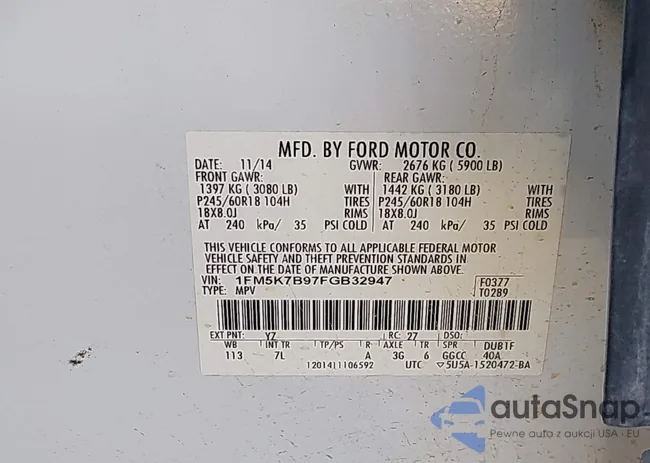 MFD. BY FORD MOTOR CO.
DATE: 11/14 GVWR: 2676 KG ( 5900 LB)
FRONT GAWR: REAR GAWR:
1397 KG ( 3080 LB) WITH 1442 KG ( 3180 LB) WITH
P245/60R18 104H TIRES P245/60R18 104H TIRES
18X8.0J RIMS 18X8.0J RIMS
AT 240 kPa/ 35 PSI COLD AT 240 kPa/ 35 PSI COLD
THIS VEHICLE CONFORMS TO ALL APPLICABLE FEDERAL MOTOR
VEHICLE SAFETY AND THEFT PREVENTION STANDARDS IN
EFFECT ON THE DATE OF MANUFACTURE SHOWN ABOVE.
VIN: 1FM5K7B97FGB32947 F0377
TYPE: MPV T0289
EXT PNT: YZ RC: 27 DUB1F
WB INT TR TP/PS R AXLE TR SPR
113 7L A 3G 6 GGCC 40A
1201411106592 UTC ▽5U5A-1520472-BA
autoSnap
Pewne auta z aukcji USA i EU